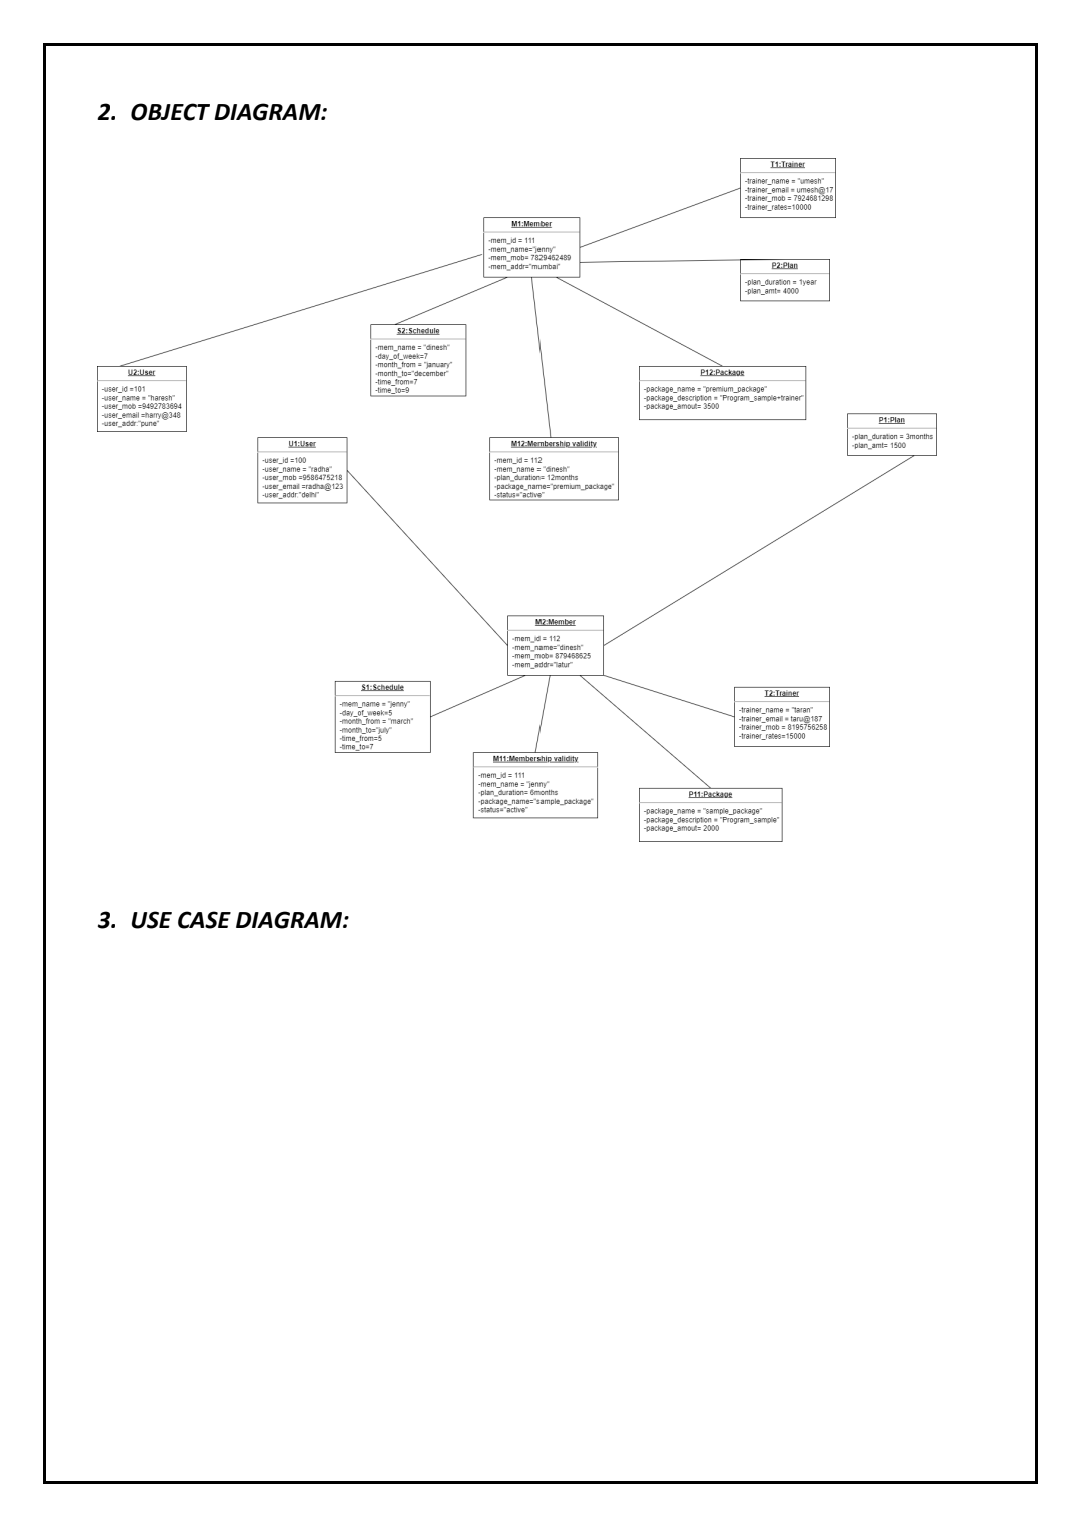 2. OBJECT DIAGRAM:
T1:Trainer
-trainer_name = "umesh"
-trainer_email = umesh@17
-trainer_mob = 7924681298
-trainer_rates=10000
M1:Member
-mem_id = 111
-mem_name="jenny"
-mem_mob= 7829462489
-mem_addr="mumbai"
P2:Plan
-plan_duration = 1year
-plan_amt= 4000
S2:Schedule
-mem_name = "dinesh"
-day_of_week=7
-month_from = "january"
-month_to="december"
-time_from=7
-time_to=9
U2:User
-user_id =101
-user_name = "haresh"
-user_mob =9492783694
-user_email =harry@348
-user_addr:"pune"
P12:Package
-package_name = "premium_package"
-package_description = "Program_sample+trainer"
-package_amout= 3500
P1:Plan
-plan_duration = 3months
-plan_amt= 1500
U1:User
-user_id =100
-user_name = "radha"
-user_mob =9586475218
-user_email =radha@123
-user_addr:"delhi"
M12:Membership validity
-mem_id = 112
-mem_name = "dinesh"
-plan_duration= 12months
-package_name="premium_package"
-status="active"
M2:Member
-mem_id = 112
-mem_name="dinesh"
-mem_mob= 879468625
-mem_addr="latur"
S1:Schedule
-mem_name = "jenny"
-day_of_week=5
-month_from = "march"
-month_to="july"
-time_from=5
-time_to=7
T2:Trainer
-trainer_name = "taran"
-trainer_email = taru@187
-trainer_mob = 8195756258
-trainer_rates=15000
M11:Membership validity
-mem_id = 111
-mem_name = "jenny"
-plan_duration= 6months
-package_name="sample_package"
-status="active"
P11:Package
-package_name = "sample_package"
-package_description = "Program_sample"
-package_amout= 2000
3. USE CASE DIAGRAM: